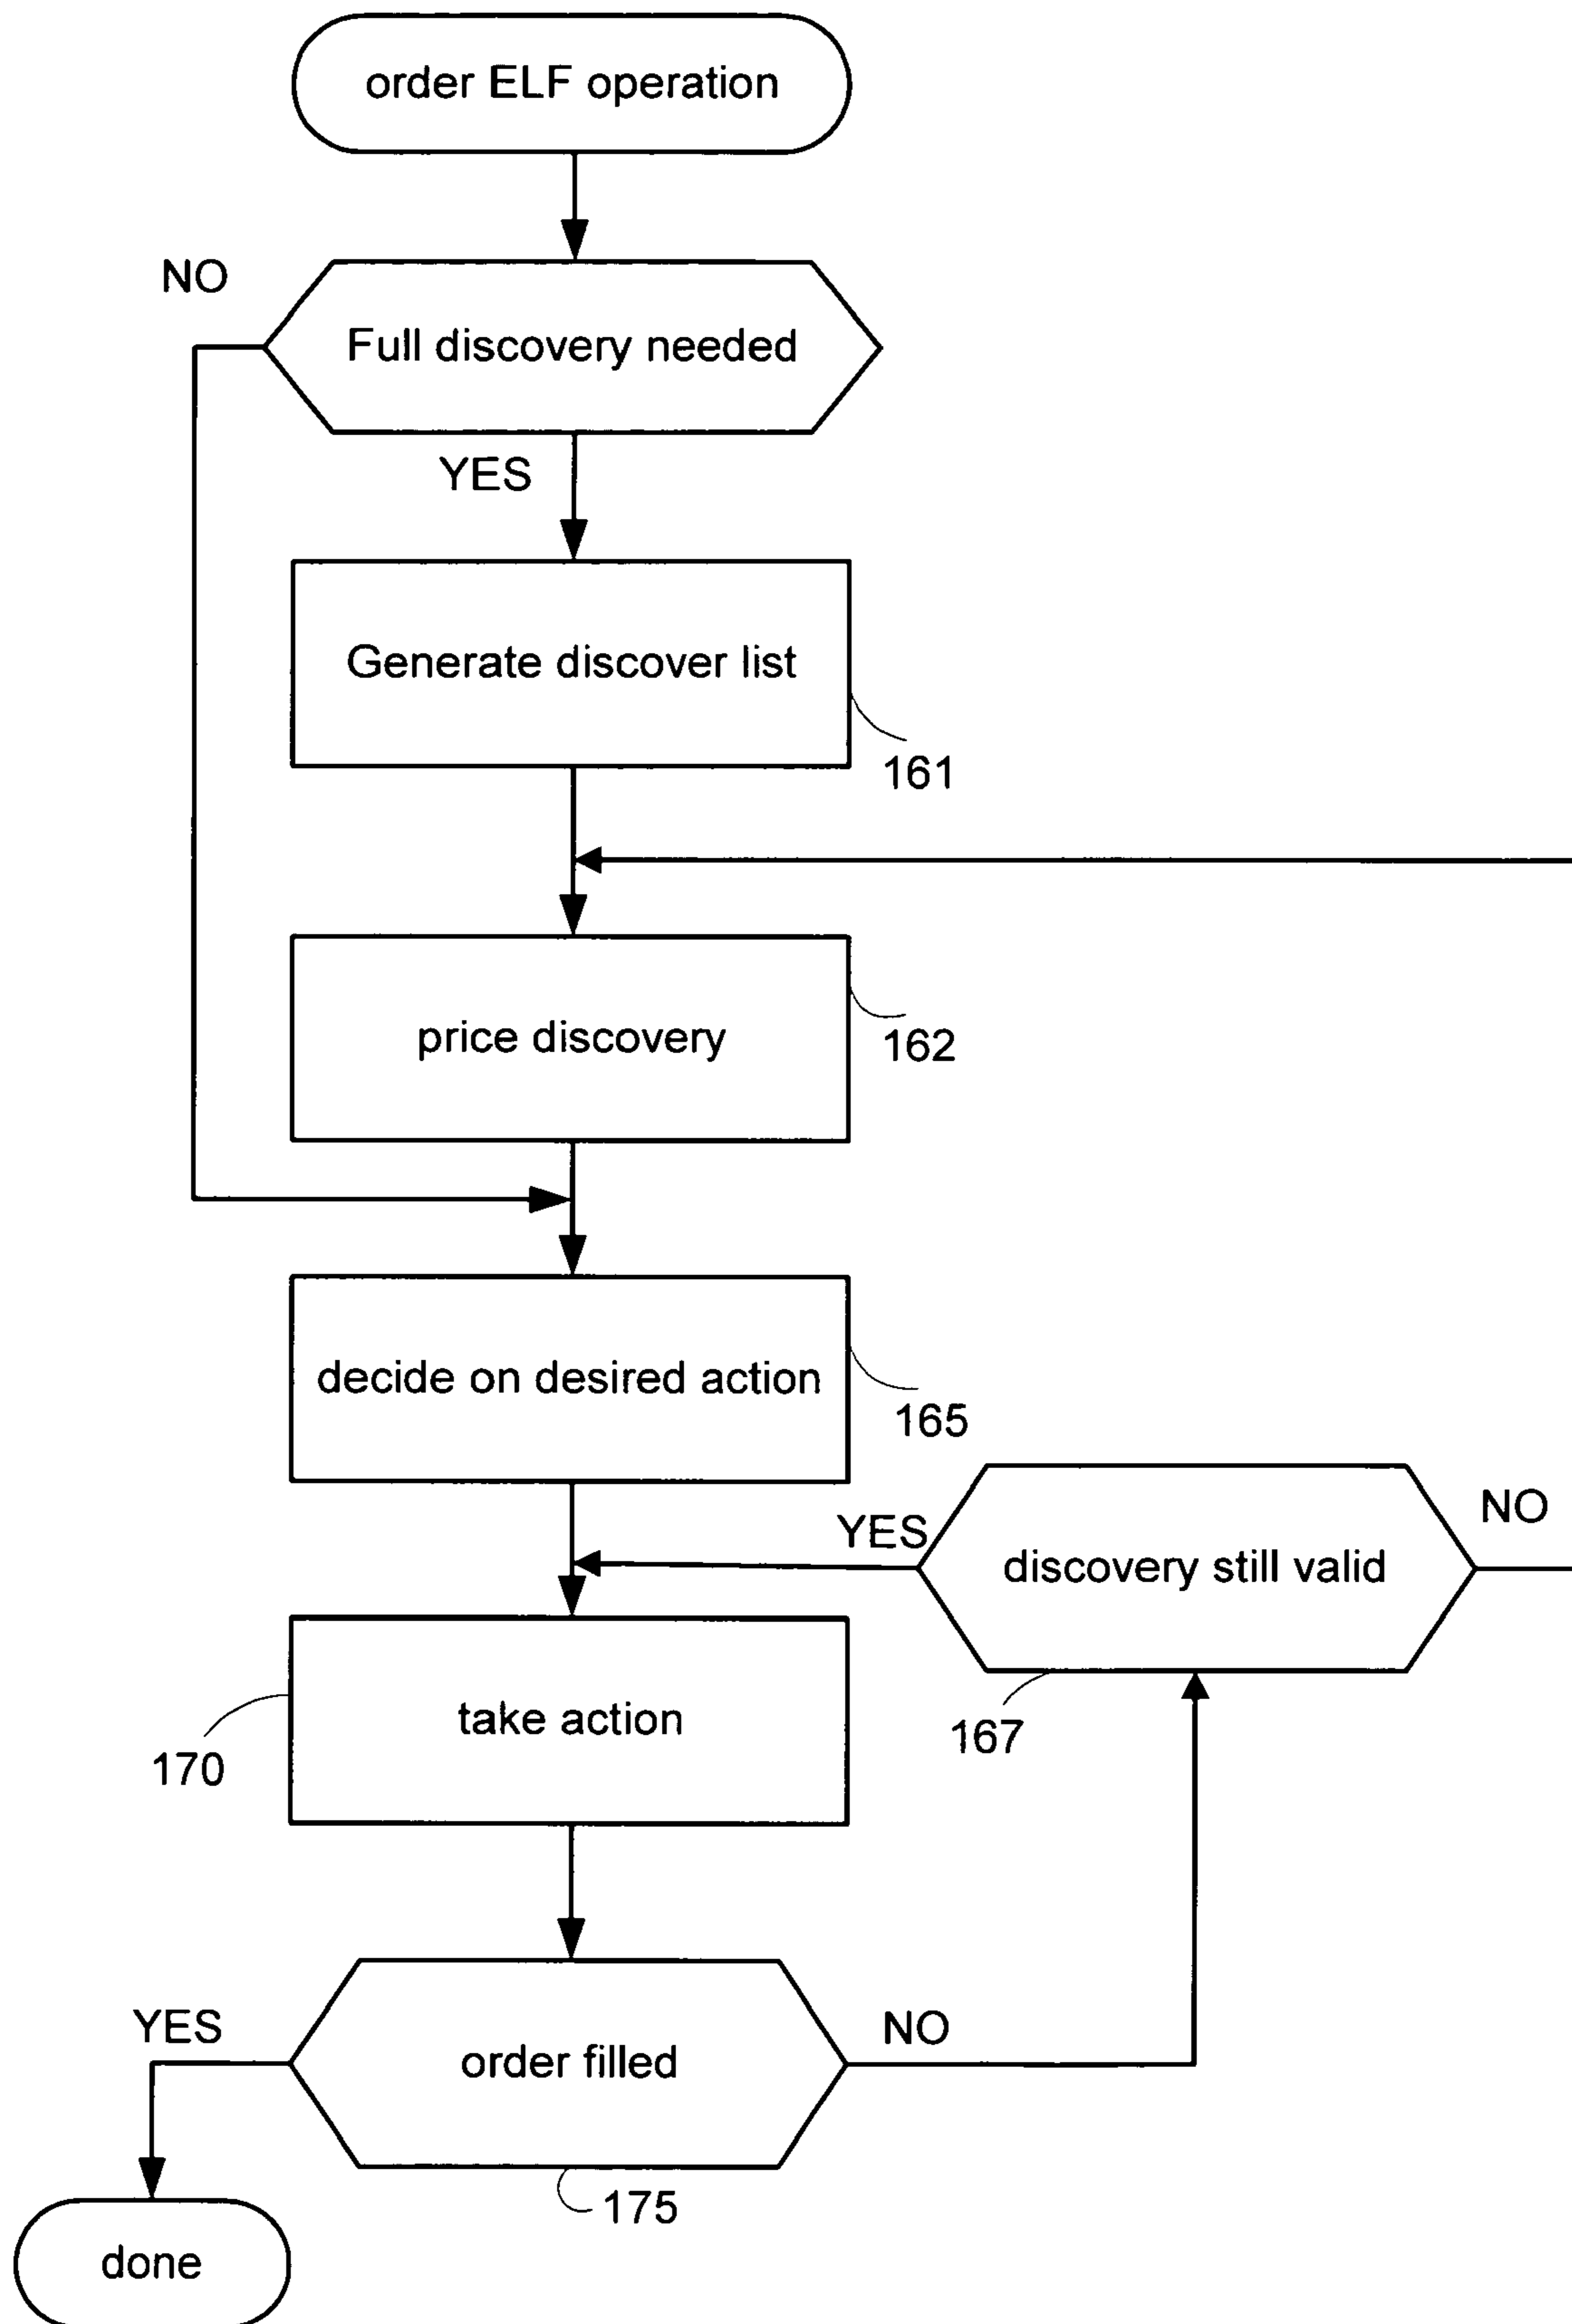 order ELF operation
NO
Full discovery needed
YES
Generate discover list
161
price discovery
162
decide on desired action
165
YES
NO
discovery still valid
take action
167
170
YES
NO
order filled
175
done